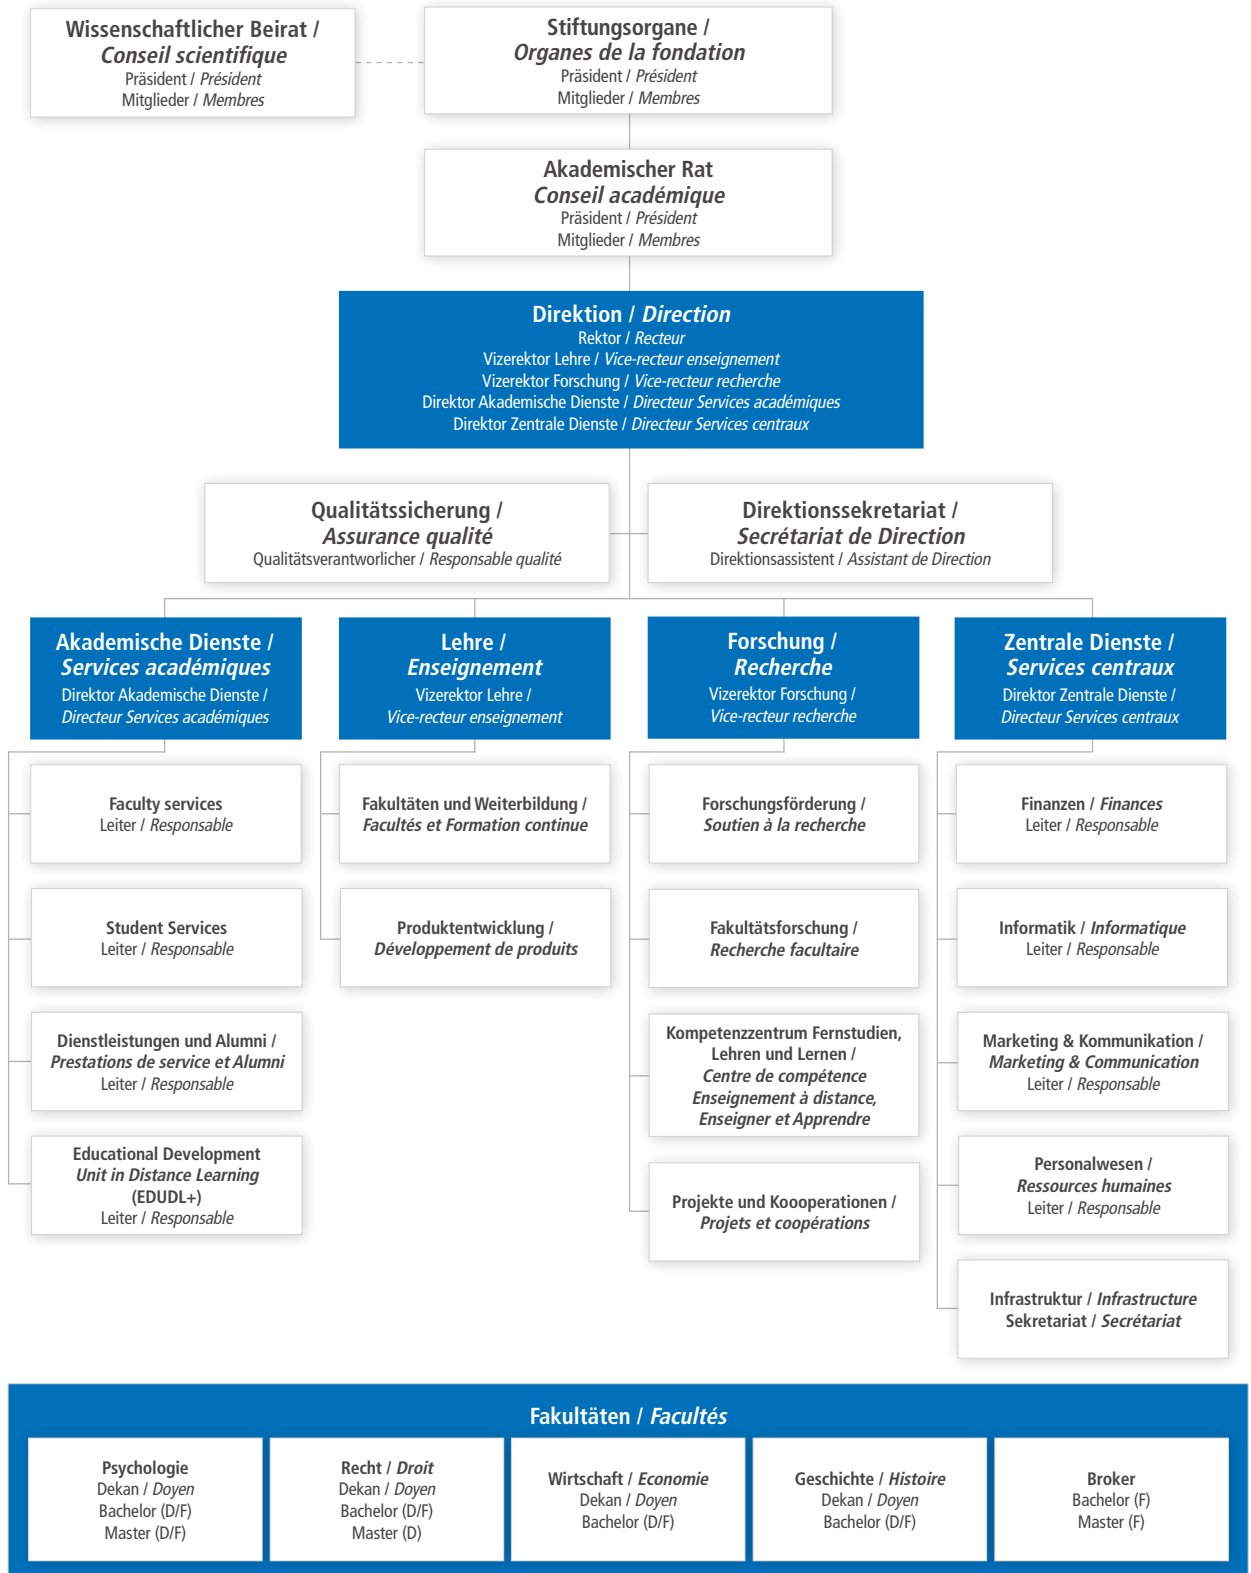 Wissenschaftlicher Beirat /
Conseil scientifique
Präsident / Président
Mitglieder / Membres
Stiftungsorgane /
Organes de la fondation
Präsident / Président
Mitglieder / Membres
Akademischer Rat
Conseil académique
Präsident / Président
Mitglieder / Membres
Direktion / Direction
Rektor / Recteur
Vizerektor Lehre / Vice-recteur enseignement
Vizerektor Forschung / Vice-recteur recherche
Direktor Akademische Dienste / Directeur Services académiques
Direktor Zentrale Dienste / Directeur Services centraux
Qualitätssicherung /
Assurance qualité
Qualitätsverantworlicher / Responsable qualité
Direktionssekretariat /
Secrétariat de Direction
Direktionsassistent / Assistant de Direction
Akademische Dienste /
Services académiques
Direktor Akademische Dienste /
Directeur Services académiques
Lehre /
Enseignement
Vizerektor Lehre /
Vice-recteur enseignement
Forschung /
Recherche
Vizerektor Forschung /
Vice-recteur recherche
Zentrale Dienste /
Services centraux
Direktor Zentrale Dienste /
Directeur Services centraux
Faculty services
Leiter / Responsable
Student Services
Leiter / Responsable
Dienstleistungen und Alumni /
Prestations de service et Alumni
Leiter / Responsable
Educational Development
Unit in Distance Learning
(EDUDL+)
Leiter / Responsable
Fakultäten und Weiterbildung /
Facultés et Formation continue
Produktentwicklung /
Développement de produits
Forschungsförderung /
Soutien à la recherche
Fakultätsforschung /
Recherche facultaire
Kompetenzzentrum Fernstudien,
Lehren und Lernen /
Centre de compétence
Enseignement à distance,
Enseigner et Apprendre
Projekte und Koooperationen /
Projets et coopérations
Finanzen / Finances
Leiter / Responsable
Informatik / Informatique
Leiter / Responsable
Marketing & Kommunikation /
Marketing & Communication
Leiter / Responsable
Personalwesen /
Ressources humaines
Leiter / Responsable
Infrastruktur / Infrastructure
Sekretariat / Secrétariat
Fakultäten / Facultés
Psychologie
Dekan / Doyen
Bachelor (D/F)
Master (D/F)
Recht / Droit
Dekan / Doyen
Bachelor (D/F)
Master (D)
Wirtschaft / Economie
Dekan / Doyen
Bachelor (D/F)
Geschichte / Histoire
Dekan / Doyen
Bachelor (D/F)
Broker
Bachelor (F)
Master (F)